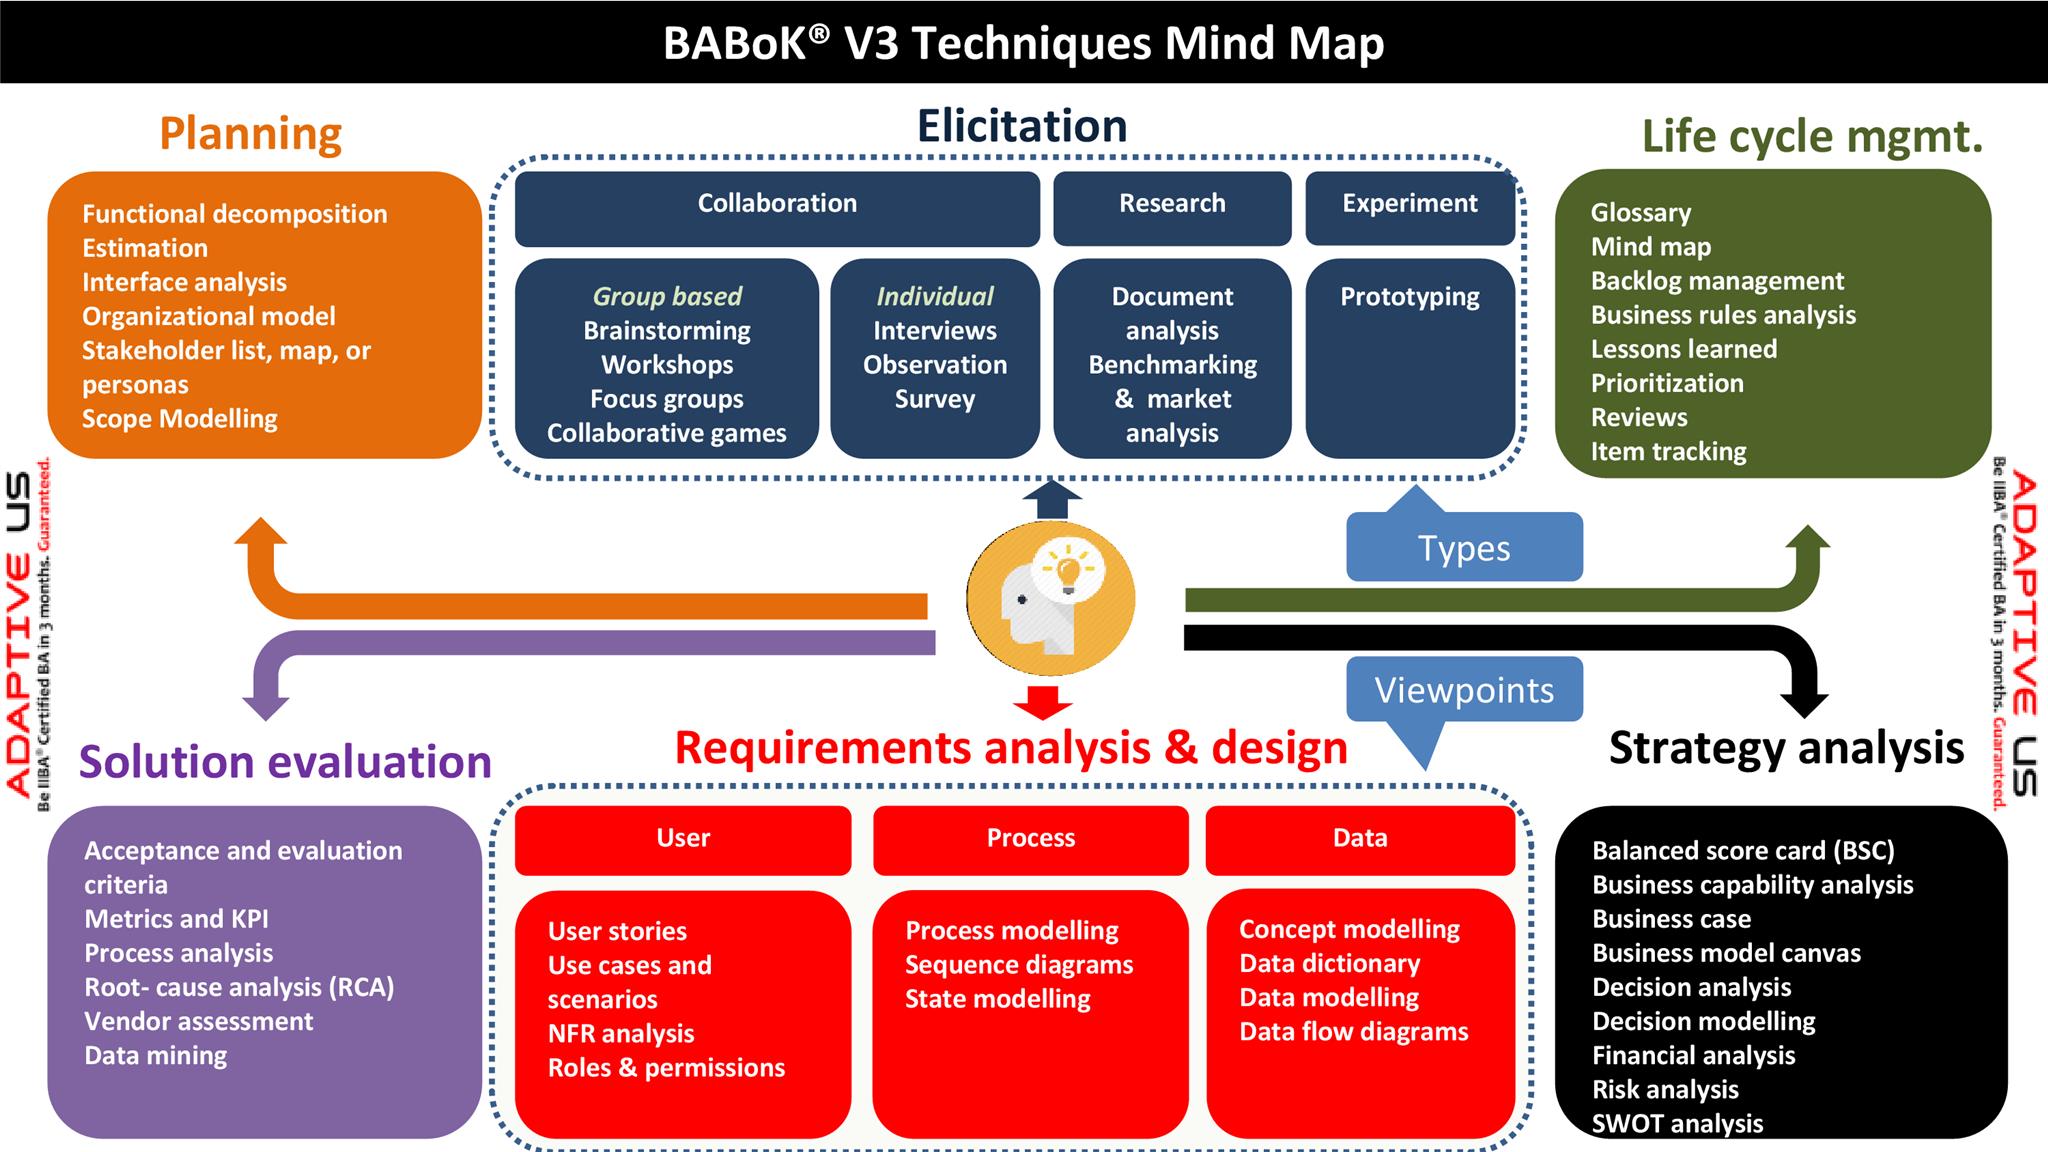 BABoK® V3 Techniques Mind Map
Planning
Functional decomposition
Estimation
Interface analysis
Organizational model
Stakeholder list, map, or
personas
Scope Modelling
Elicitation
Collaboration
Research
Experiment
Group based
Brainstorming
Workshops
Focus groups
Collaborative games
Individual
Interviews
Observation
Survey
Document
analysis
Benchmarking
& market
analysis
Prototyping
Life cycle mgmt.
Glossary
Mind map
Backlog management
Business rules analysis
Lessons learned
Prioritization
Reviews
Item tracking
ADAPTIVE US
Be IIBA® Certified BA in 3 months. Guaranteed.
Types
Viewpoints
ADAPTIVE US
Be IIBA® Certified BA in 3 months. Guaranteed.
Solution evaluation
Acceptance and evaluation
criteria
Metrics and KPI
Process analysis
Root- cause analysis (RCA)
Vendor assessment
Data mining
Requirements analysis & design
User
Process
Data
User stories
Use cases and
scenarios
NFR analysis
Roles & permissions
Process modelling
Sequence diagrams
State modelling
Concept modelling
Data dictionary
Data modelling
Data flow diagrams
Strategy analysis
Balanced score card (BSC)
Business capability analysis
Business case
Business model canvas
Decision analysis
Decision modelling
Financial analysis
Risk analysis
SWOT analysis